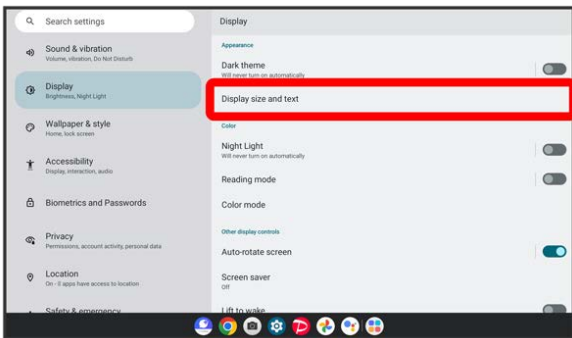 Search settings
Sound & vibration
Volume, vibration, Do Not Disturb
Display
Brightness, Night Light
Wallpaper & style
Home, lock screen
Accessibility
Display, interaction, audio
Biometrics and Passwords
Privacy
Permissions, account activity, personal data
Location
On - 0 apps have access to location
Safety & emergency
Display
Appearance
Dark theme
Will never turn on automatically
Display size and text
Color
Night Light
Will never turn on automatically
Reading mode
Color mode
Other display controls
Auto-rotate screen
Screen saver
Off
Lift to wake